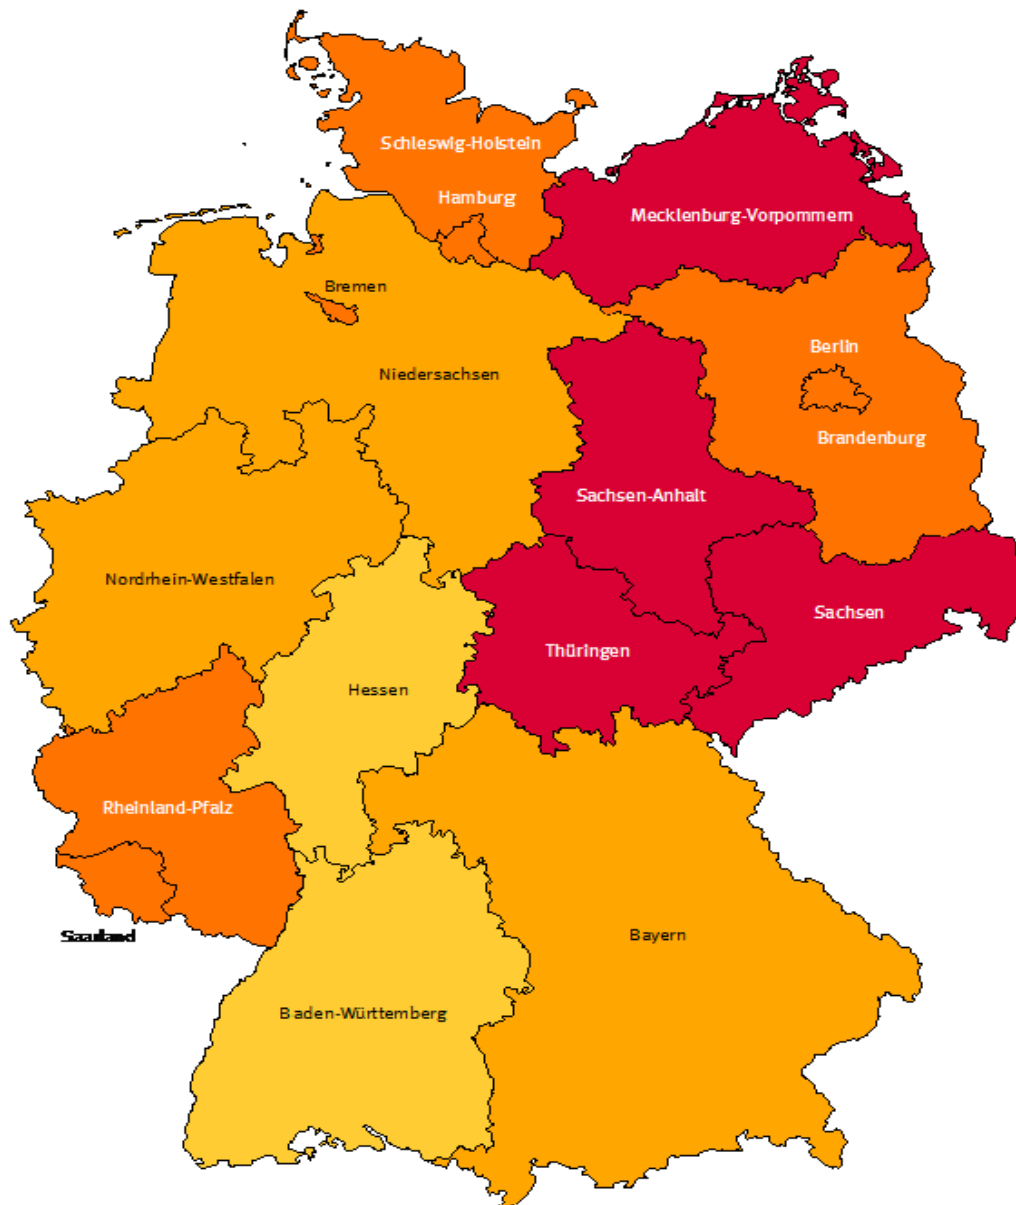 Schleswig-Holstein
Hamburg
Mecklenburg-Vorpommern
Bremen
Berlin
Niedersachsen
Brandenburg
Sachsen-Anhalt
Nordrhein-Westfalen
Sachsen
Thüringen
Hessen
Rheinland-Pfalz
Saarland
Bayern
Baden-Württemberg